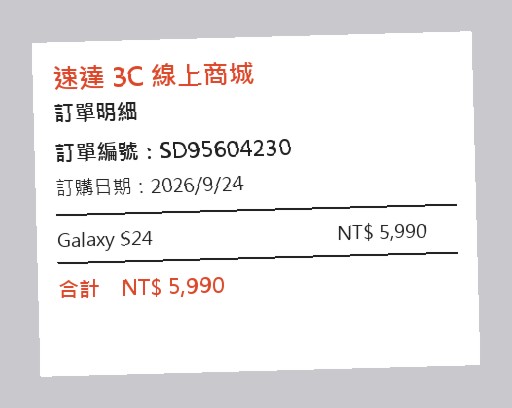 速達 3C 線上商城
訂單明細
訂單編號：SD95604230
訂購日期：2026/9/24
Galaxy S24 NT$ 5,990
合計 NT$ 5,990